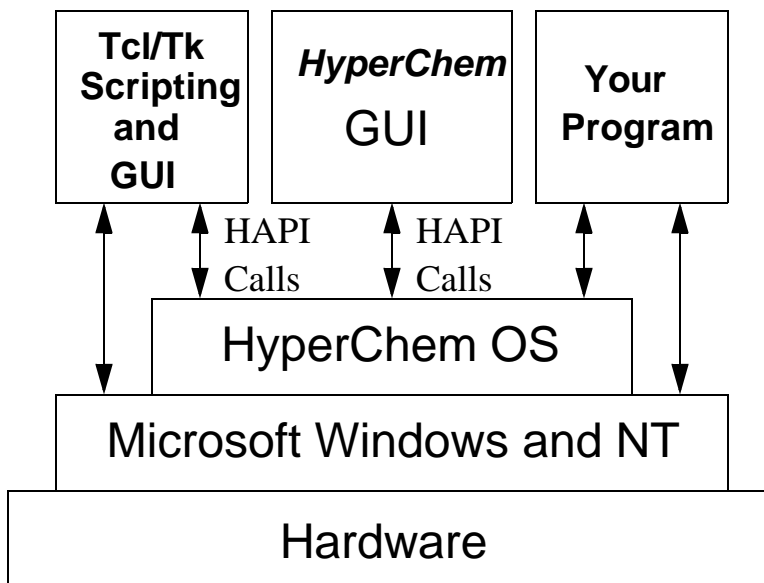 Tcl/Tk
Scripting
and
GUI
HyperChem
GUI
Your
Program
HAPI
Calls
HAPI
Calls
HyperChem OS
Microsoft Windows and NT
Hardware